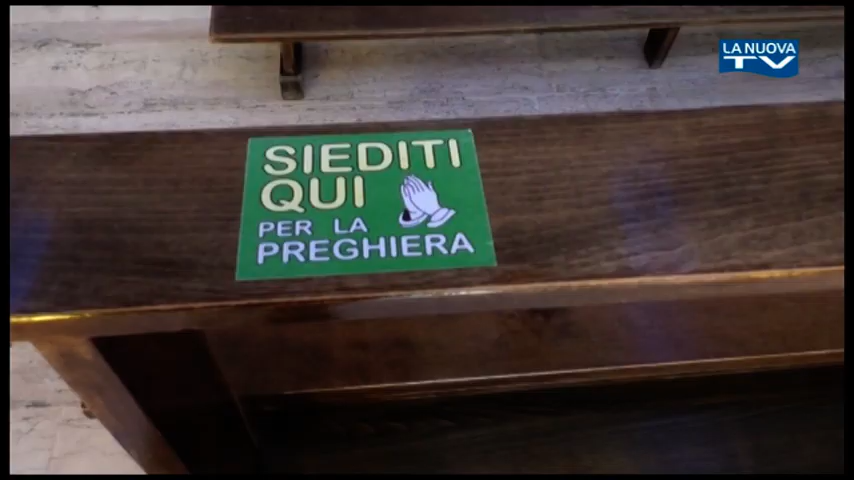 LA NUOVA
TV
SIEDITI
QUI
PER LA
PREGHIERA